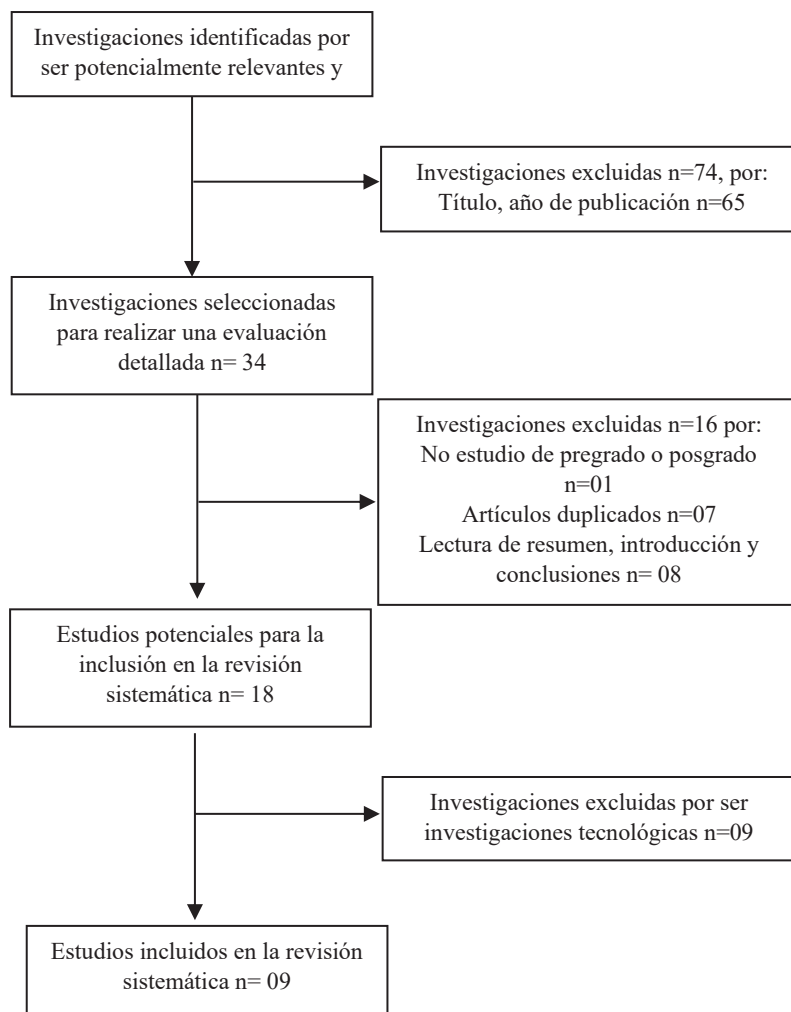 Investigaciones identificadas por
ser potencialmente relevantes y
Investigaciones excluidas n=74, por:
Título, año de publicación n=65
Investigaciones seleccionadas
para realizar una evaluación
detallada n= 34
Investigaciones excluidas n=16 por:
No estudio de pregrado o posgrado
n=01
Artículos duplicados n=07
Lectura de resumen, introducción y
conclusiones n= 08
Estudios potenciales para la
inclusión en la revisión
sistemática n= 18
Investigaciones excluidas por ser
investigaciones tecnológicas n=09
Estudios incluidos en la revisión
sistemática n= 09